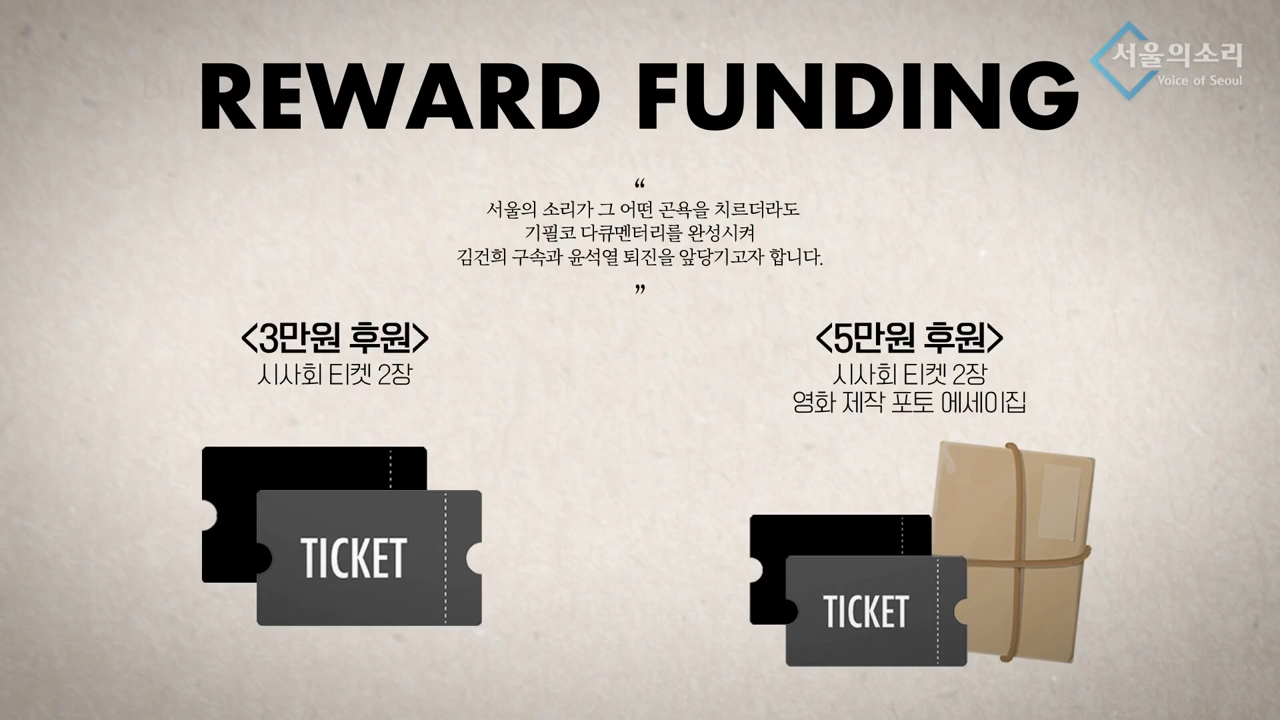 서울의소리
Voice of Seoul
REWARD FUNDING
“
서울의 소리가 그 어떤 곤욕을 치르더라도
기필코 다큐멘터리를 완성시켜
김건희 구속과 윤석열 퇴진을 앞당기고자 합니다.
”
<3만원 후원>
시사회 티켓 2장
<5만원 후원>
시사회 티켓 2장
영화 제작 포토 에세이집
TICKET
TICKET